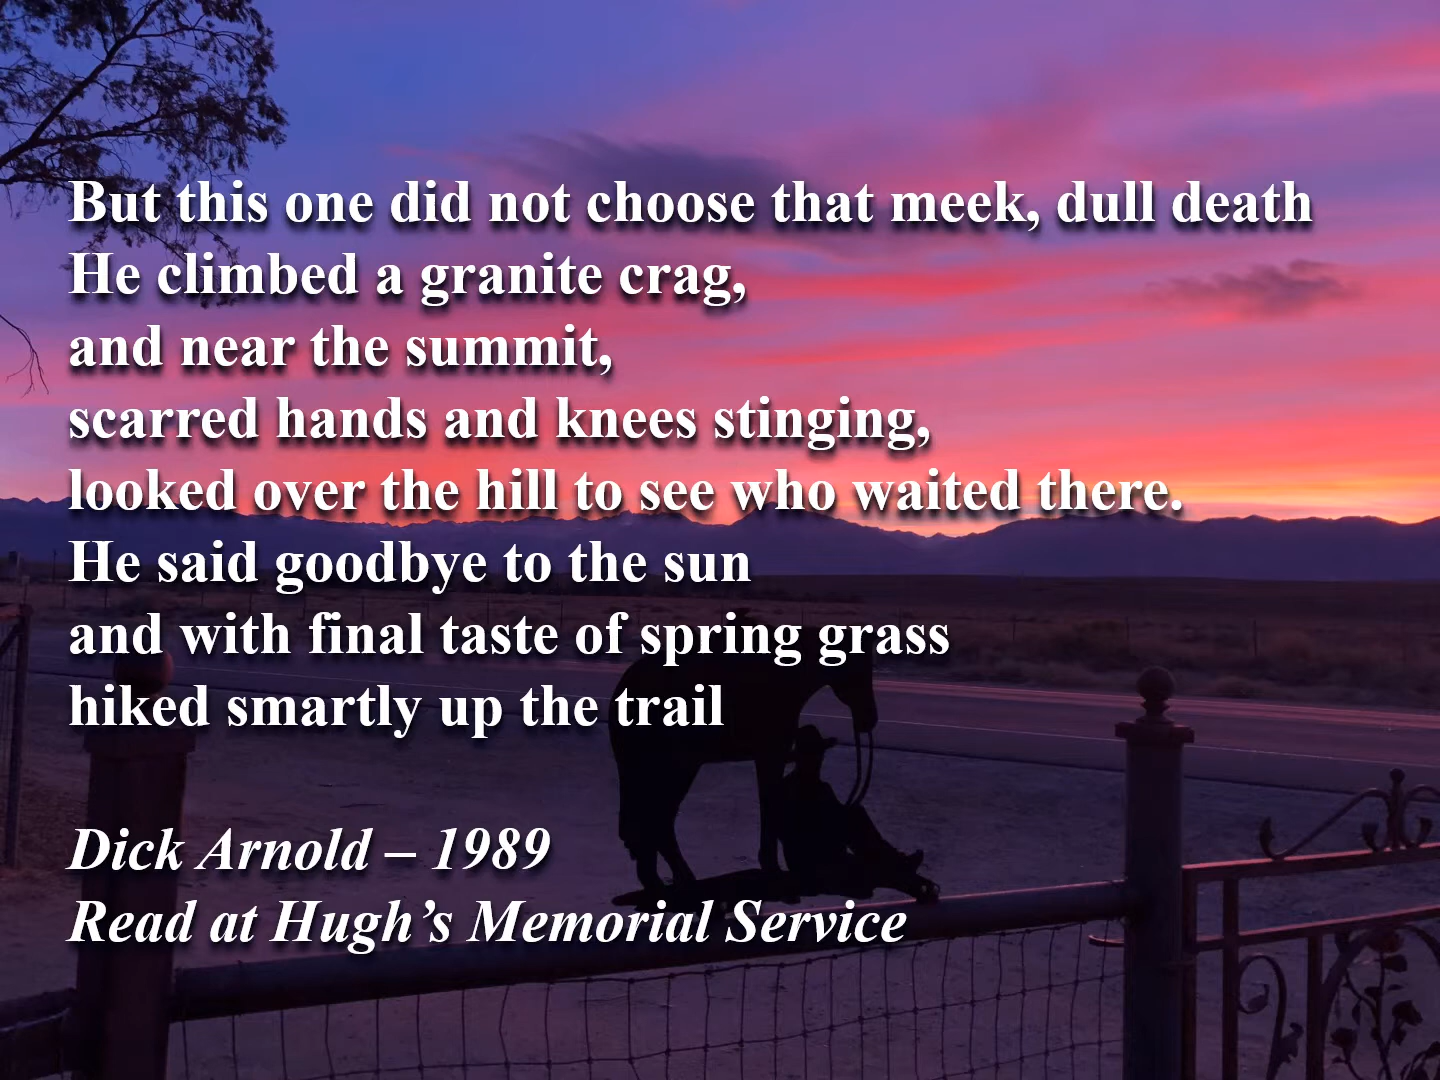 But this one did not choose that meek, dull death
He climbed a granite crag,
and near the summit,
scarred hands and knees stinging,
looked over the hill to see who waited there.
He said goodbye to the sun
and with final taste of spring grass
hiked smartly up the trail
Dick Arnold – 1989
Read at Hugh’s Memorial Service